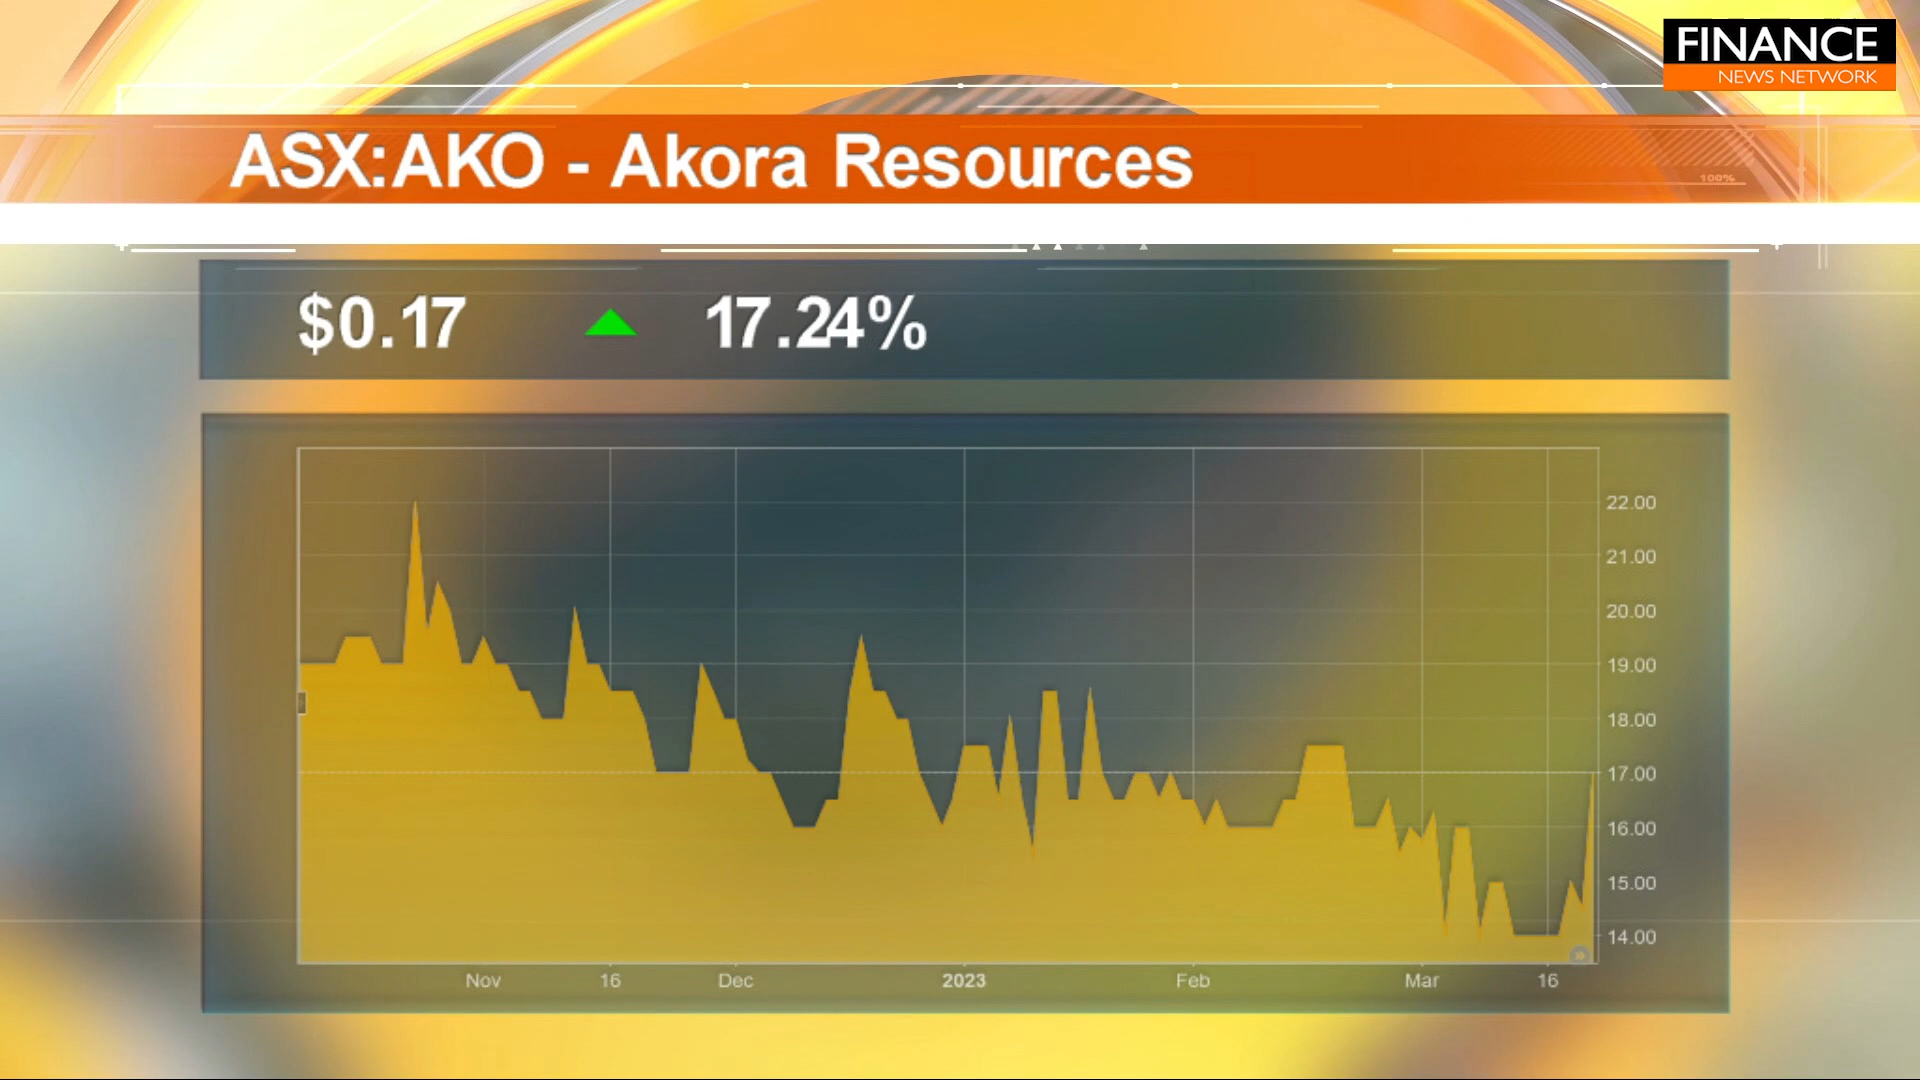 FINANCE
NEWS NETWORK
ASX:AKO - Akora Resources
100%
$0.17 17.24%
22.00
21.00
20.00
19.00
18.00
17.00
16.00
15.00
14.00
Nov 16 Dec 2023 Feb Mar 16